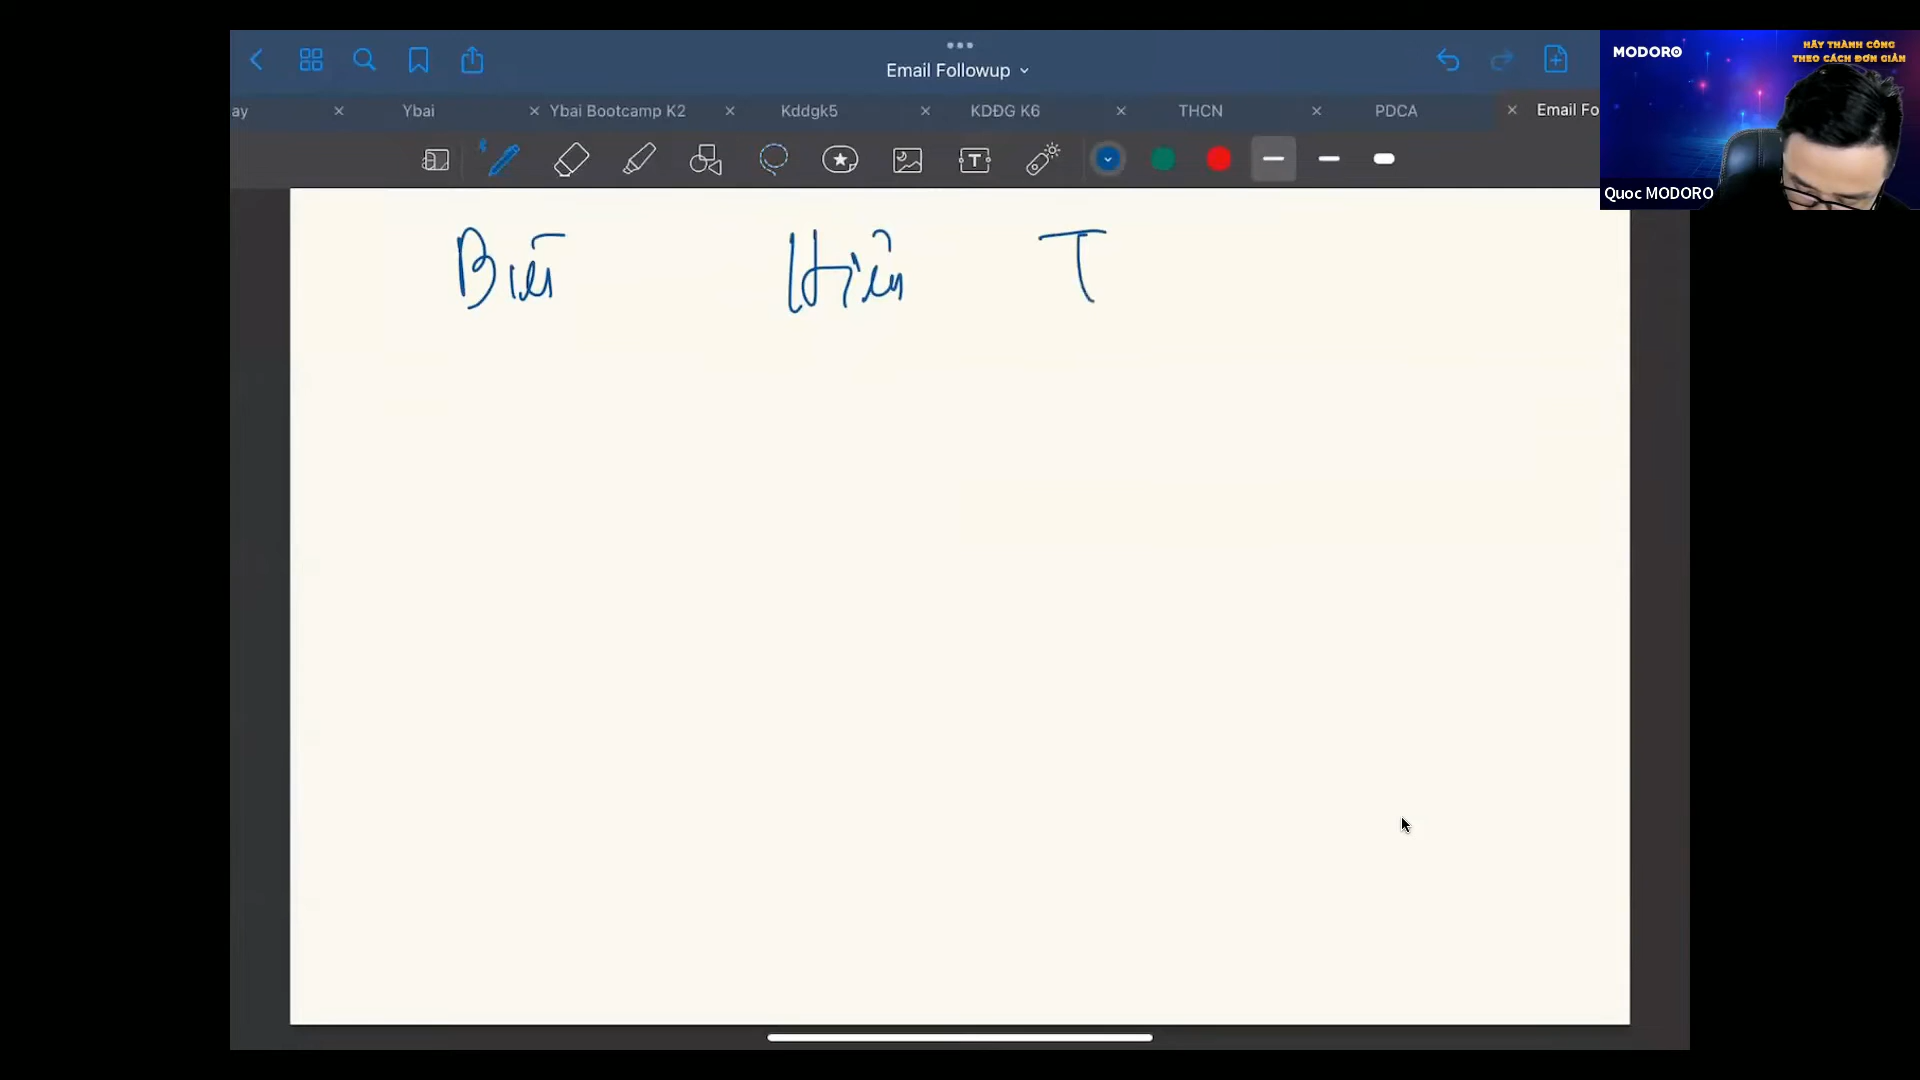 Email Followup
MODORO
HÃY THÀNH CÔNG
THEO CÁCH ĐƠN GIẢN
ay Ybai Ybai Bootcamp K2 Kddgk5 KDĐG K6 THCN PDCA Email Fo
Quoc MODORO
Biết Hiểu T